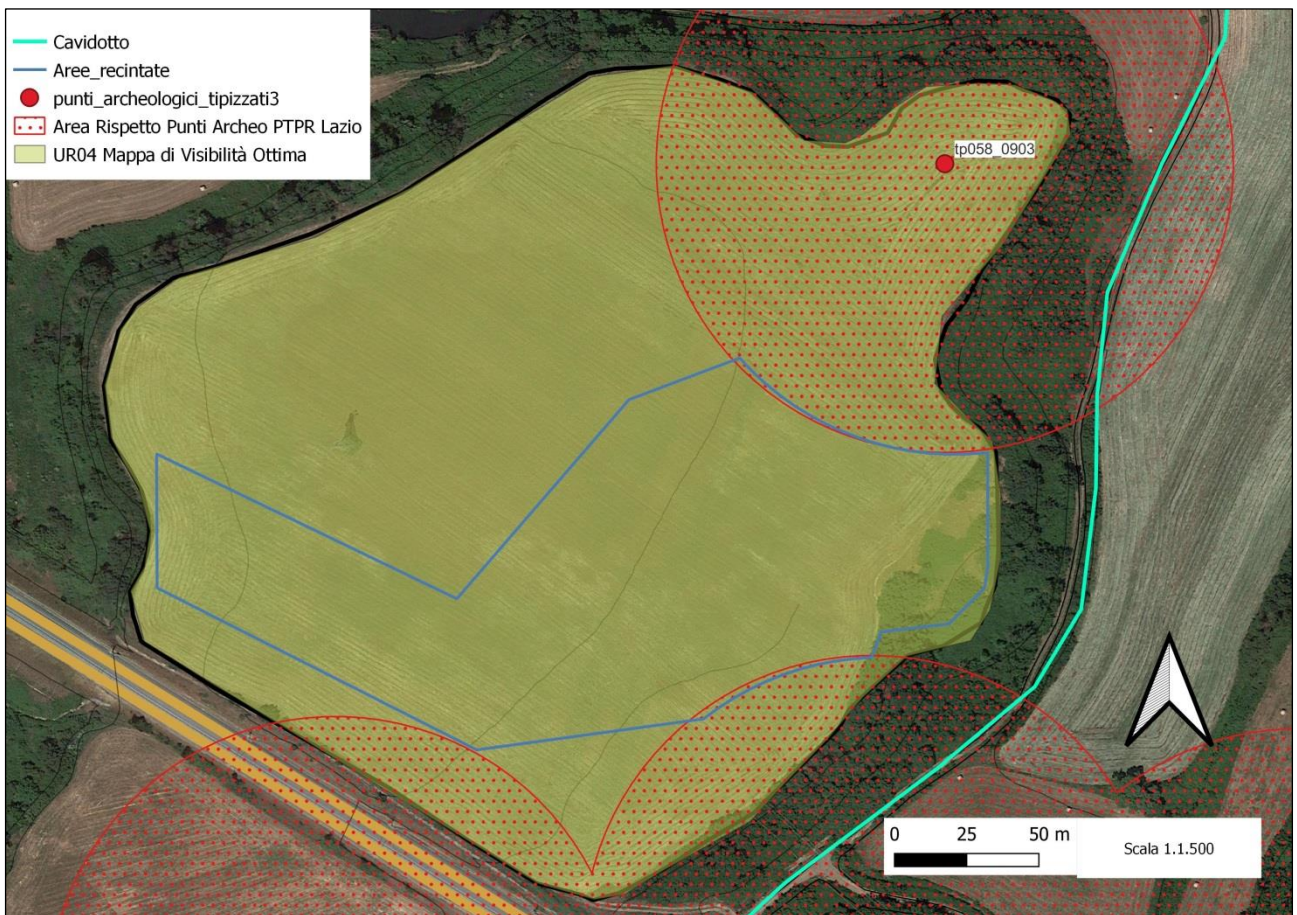 Cavidotto
Aree_recintate
punti_archeologici_tipizzati3
Area Rispetto Punti Archeo PTPR Lazio
UR04 Mappa di Visibilità Ottima
tp058_0903
0 25 50 m
Scala 1.1.500